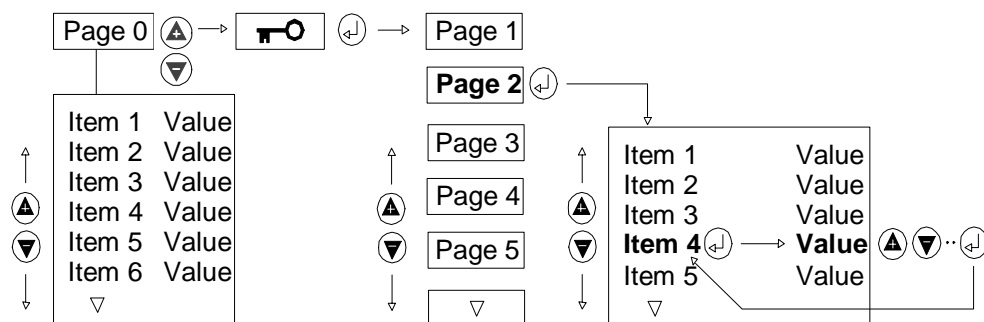 Page 0
Item 1 Value
Item 2 Value
Item 3 Value
Item 4 Value
Item 5 Value
Item 6 Value
Page 1
Page 2
Page 3
Page 4
Page 5
Item 1 Value
Item 2 Value
Item 3 Value
Item 4 Value
Item 5 Value